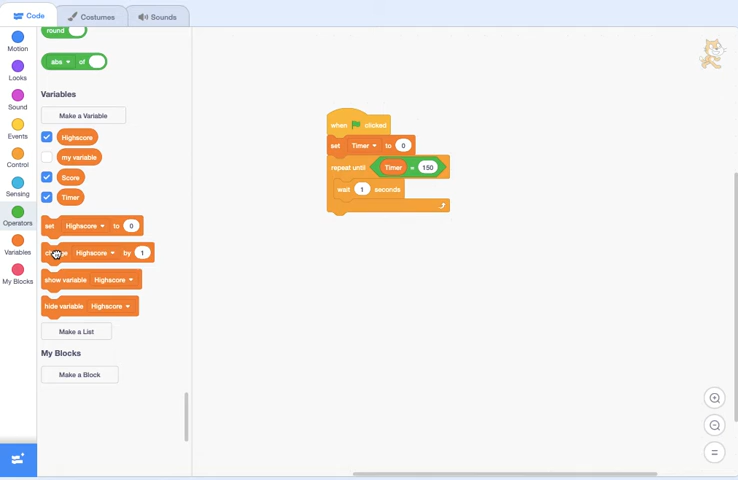 Code
Costumes
Sounds
Motion
Looks
Sound
Events
Control
Sensing
Operators
Variables
My Blocks
round
abs of
Variables
Make a Variable
Highscore
my variable
Score
Timer
set Highscore to 0
change Highscore by 1
show variable Highscore
hide variable Highscore
Make a List
My Blocks
Make a Block
when clicked
set Timer to 0
repeat until Timer = 150
wait 1 seconds